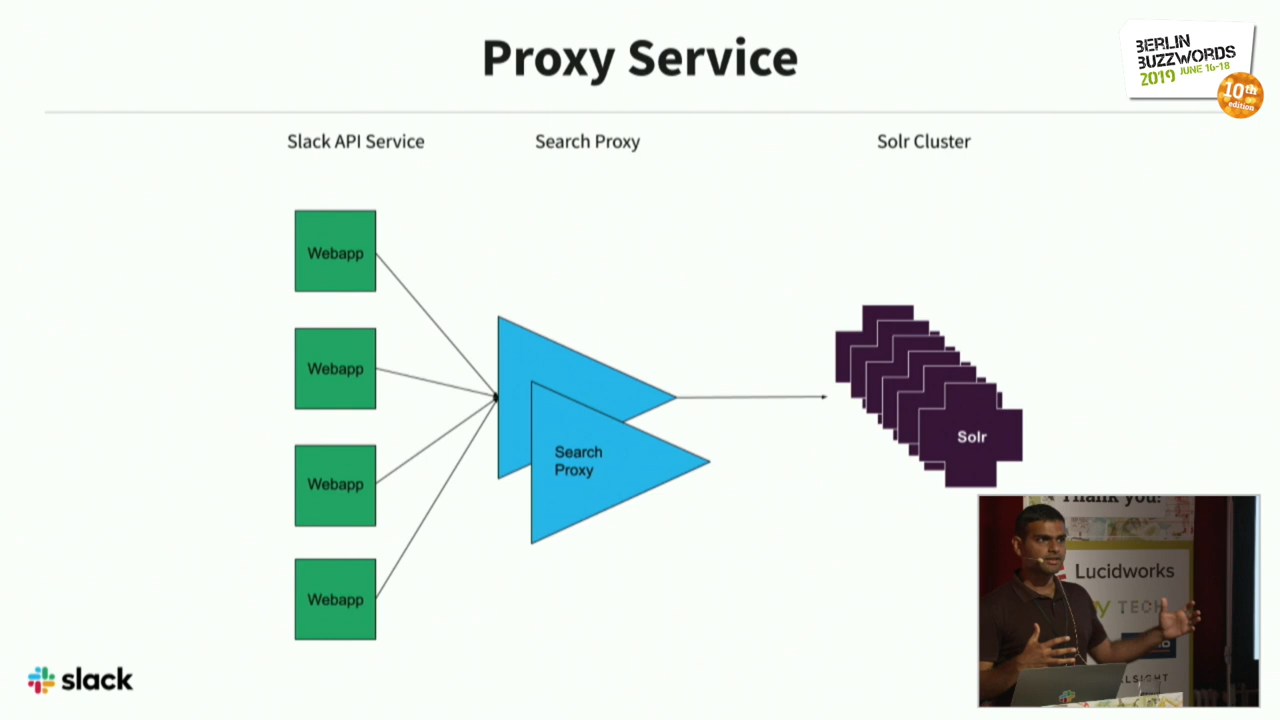 Proxy Service
BERLIN
BUZZWORDS
2019 JUNE 16-18
10th
edition
Slack API Service
Search Proxy
Solr Cluster
Webapp
Webapp
Webapp
Webapp
Search
Proxy
Solr
Thank you!
Lucidworks
TECH
slack